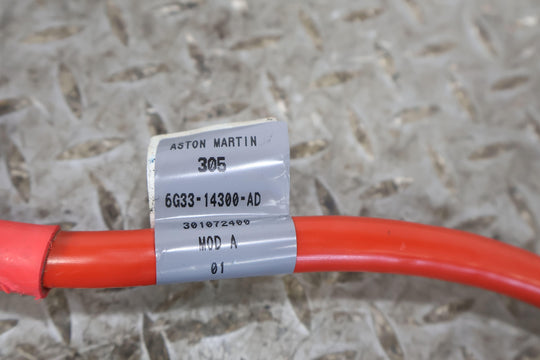 ASTON MARTIN
305
6G33-14300-AD
301072400
MOD A
01